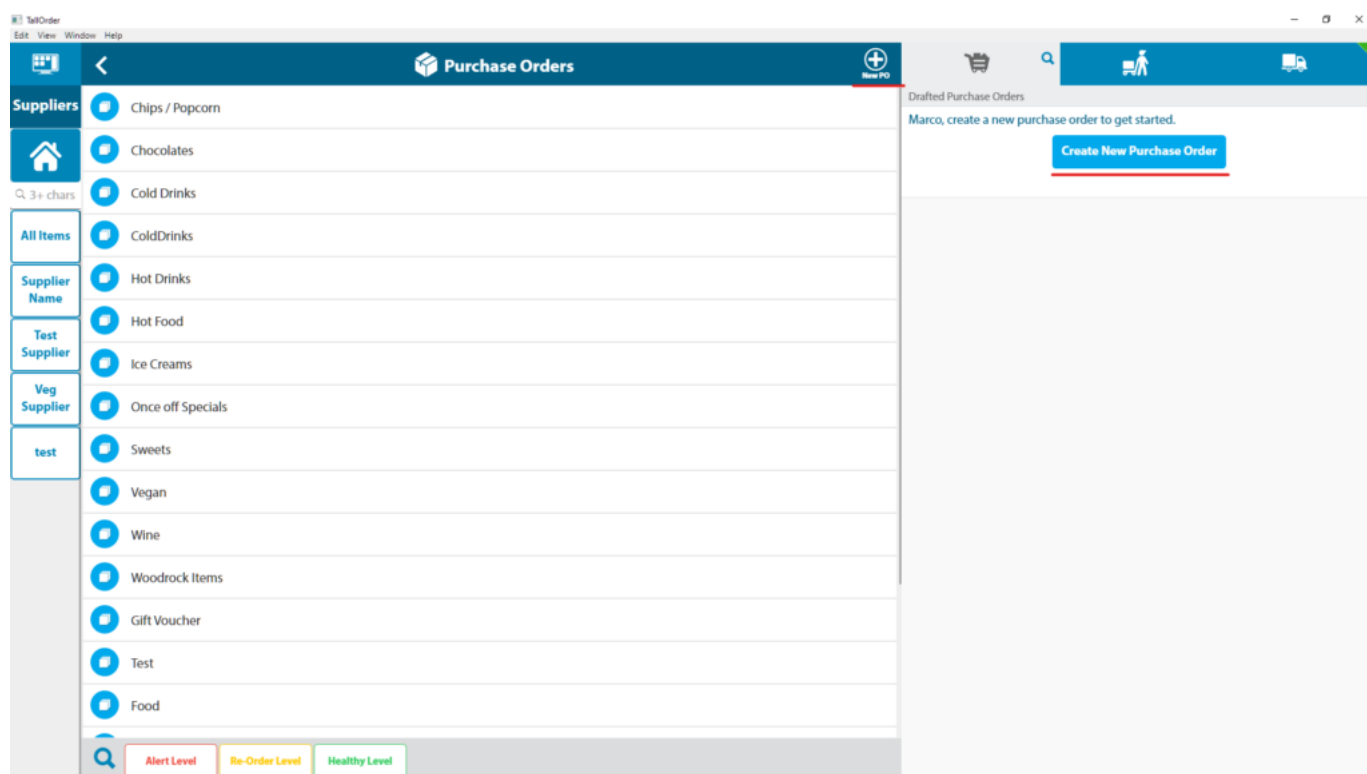 TallOrder
Edit View Window Help
Purchase Orders
New PO
Suppliers
3+ chars
All Items
Supplier
Name
Test
Supplier
Veg
Supplier
test
Chips / Popcorn
Chocolates
Cold Drinks
ColdDrinks
Hot Drinks
Hot Food
Ice Creams
Once off Specials
Sweets
Vegan
Wine
Woodrock Items
Gift Voucher
Test
Food
Alert Level
Re-Order Level
Healthy Level
Drafted Purchase Orders
Marco, create a new purchase order to get started.
Create New Purchase Order